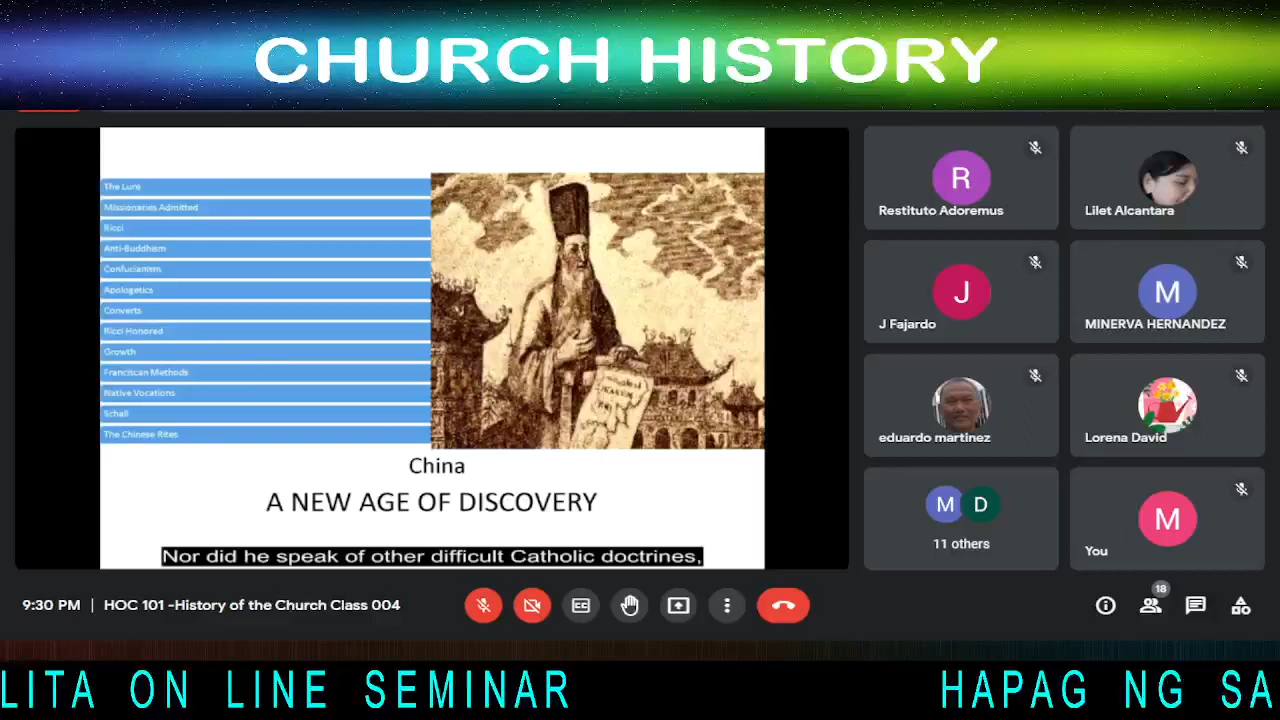 CHURCH HISTORY
The Lure
Missionaries Admitted
Ricci
Anti-Buddhism
Confucianism
Apologetics
Converts
Ricci Honored
Growth
Franciscan Methods
Native Vocations
Schall
The Chinese Rites
China
A NEW AGE OF DISCOVERY
Nor did he speak of other difficult Catholic doctrines,
R
Restituto Adoremus
Lilet Alcantara
J
J Fajardo
M
MINERVA HERNANDEZ
eduardo martinez
Lorena David
M D
11 others
M
You
9:30 PM | HOC 101 -History of the Church Class 004
CC
18
LITA ON LINE SEMINAR HAPAG NG SA